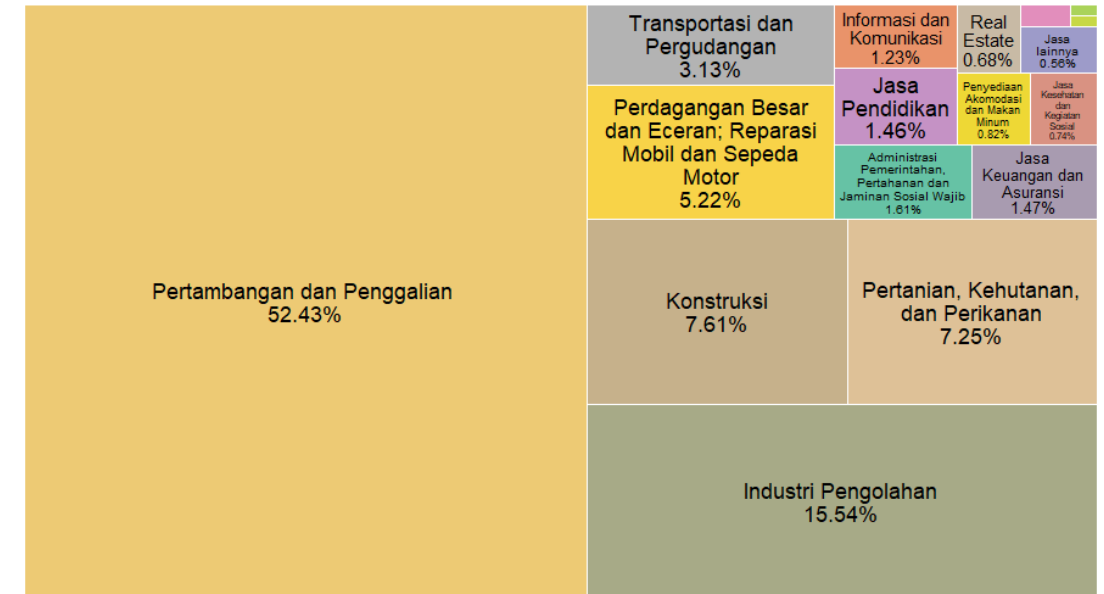 Pertambangan dan Penggalian
52.43%
Transportasi dan
Pergudangan
3.13%
Perdagangan Besar
dan Eceran; Reparasi
Mobil dan Sepeda
Motor
5.22%
Informasi dan
Komunikasi
1.23%
Real
Estate
0.68%
Jasa
lainnya
0.56%
Jasa
Pendidikan
1.46%
Penyediaan
Akomodasi
dan Makan
Minum
0.82%
Jasa
Kesehatan
dan
Kegiatan
Sosial
0.74%
Administrasi
Pemerintahan,
Pertahanan dan
Jaminan Sosial Wajib
1.61%
Jasa
Keuangan dan
Asuransi
1.47%
Konstruksi
7.61%
Pertanian, Kehutanan,
dan Perikanan
7.25%
Industri Pengolahan
15.54%